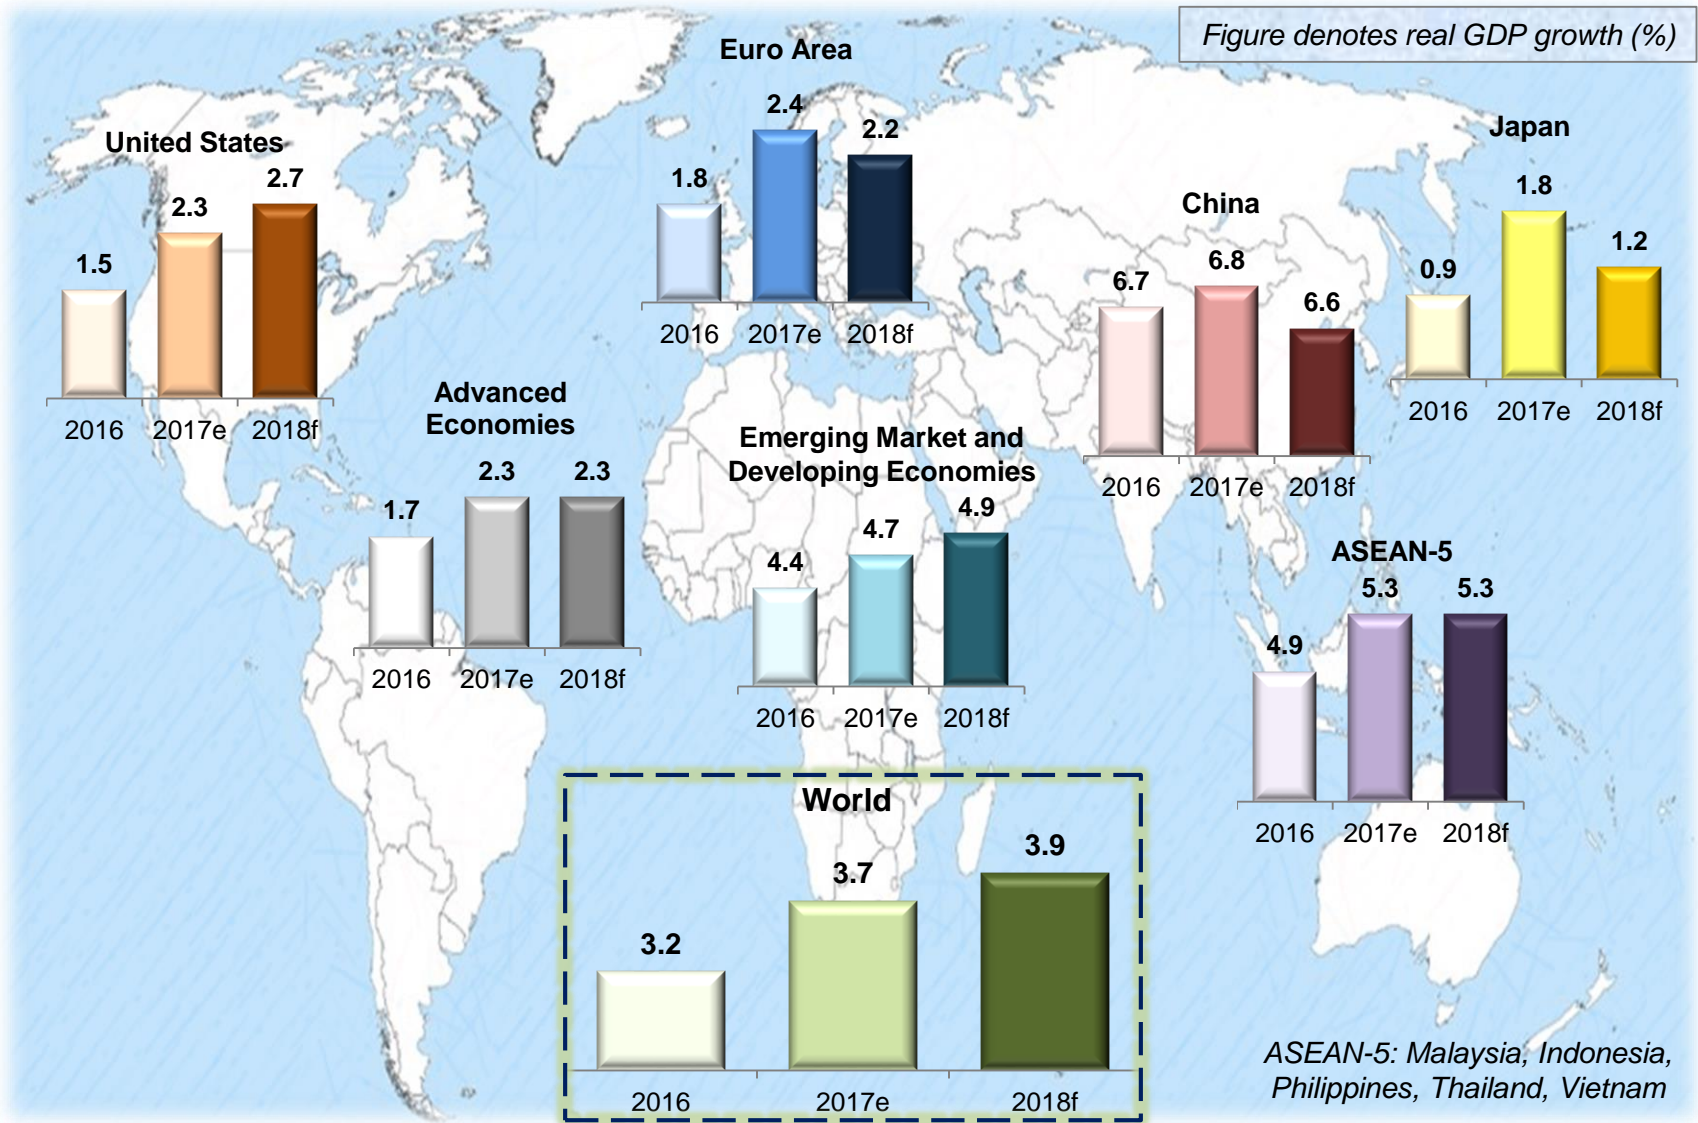 Figure denotes real GDP growth (%)
United States
1.5
2.3
2.7
2016
2017e
2018f
Euro Area
1.8
2.4
2.2
2016
2017e
2018f
China
6.7
6.8
6.6
2016
2017e
2018f
Japan
0.9
1.8
1.2
2016
2017e
2018f
Advanced
Economies
1.7
2.3
2.3
2016
2017e
2018f
Emerging Market and
Developing Economies
4.4
4.7
4.9
2016
2017e
2018f
ASEAN-5
4.9
5.3
5.3
2016
2017e
2018f
World
3.2
3.7
3.9
2016
2017e
2018f
ASEAN-5: Malaysia, Indonesia,
Philippines, Thailand, Vietnam